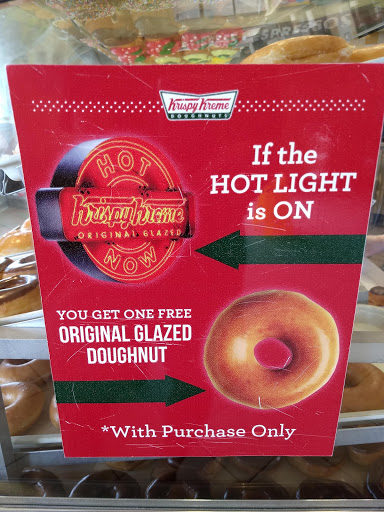 Krispy Kreme
DOUGHNUTS
If the
HOT LIGHT
is ON
HOT
Krispy Kreme
ORIGINAL GLAZED
NOW
YOU GET ONE FREE
ORIGINAL GLAZED
DOUGHNUT
*With Purchase Only